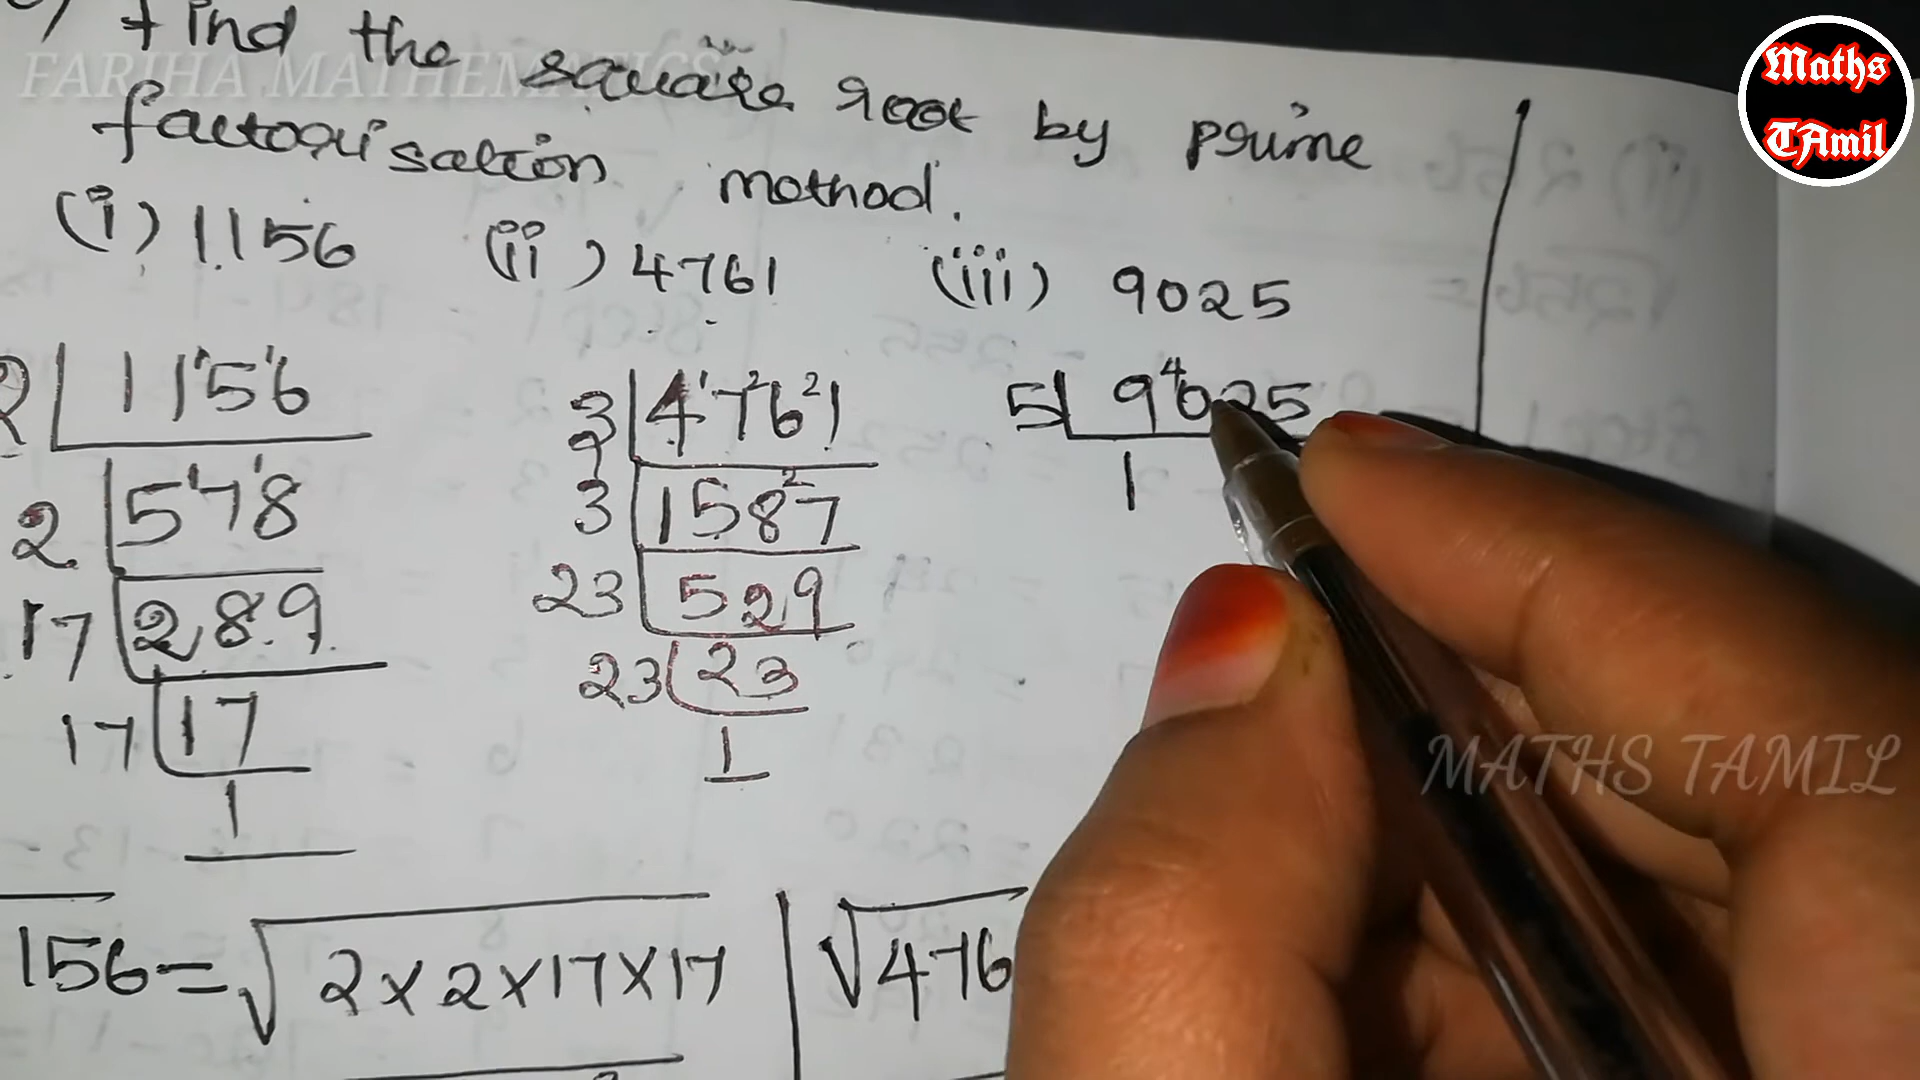 Find the square root by prime
factorisation method.
(i) 1156 (ii) 4761 (iii) 9025
2 1156
2 578
17 289
17 17
1
3 4761
3 1587
23 529
23 23
1
5 9025
1
156 = √2×2×17×17
√476
FARIHA MATHEMATICS
Maths
TAmil
MATHS TAMIL